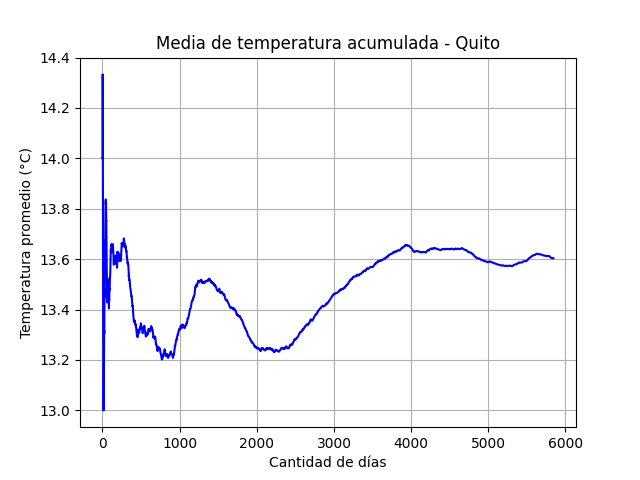 Media de temperatura acumulada - Quito
Temperatura promedio (°C)
14.4
14.2
14.0
13.8
13.6
13.4
13.2
13.0
0 1000 2000 3000 4000 5000 6000
Cantidad de días